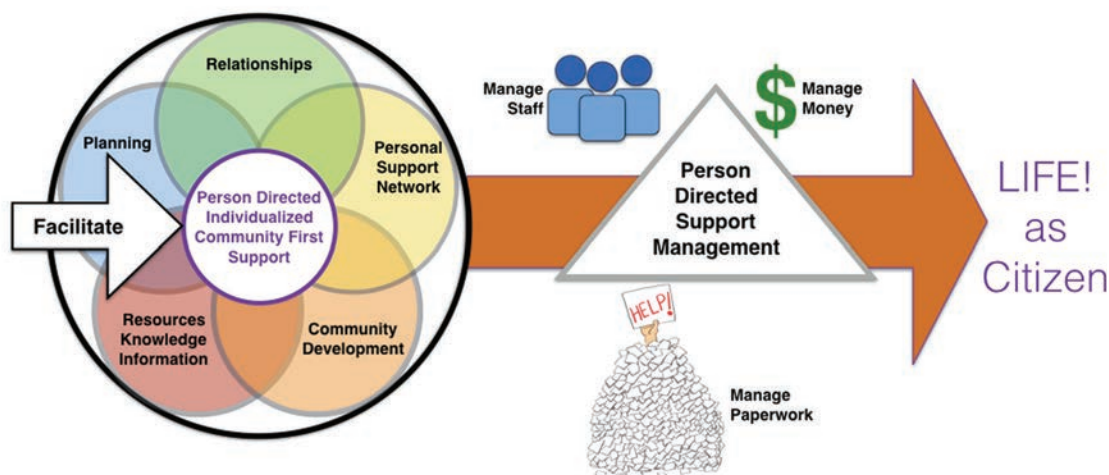 Relationships
Planning
Personal
Support
Network
Facilitate
Person Directed
Individualized
Community First
Support
Resources
Knowledge
Information
Community
Development
Manage
Staff
$
Manage
Money
Person
Directed
Support
Management
HELP!
Manage
Paperwork
LIFE!
as
Citizen